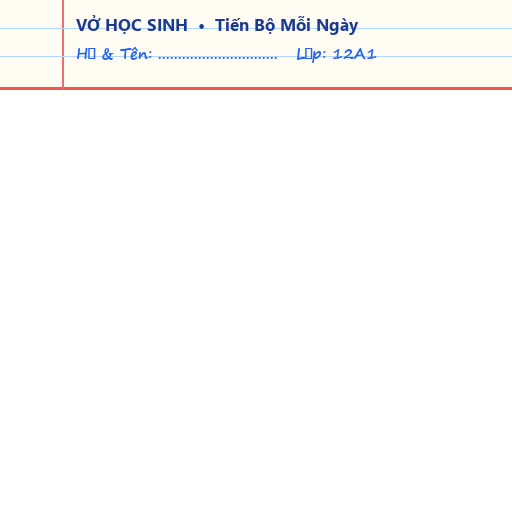 VỞ HỌC SINH • Tiến Bộ Mỗi Ngày
H▯ & Tên: .............................. L▯p: 12A1